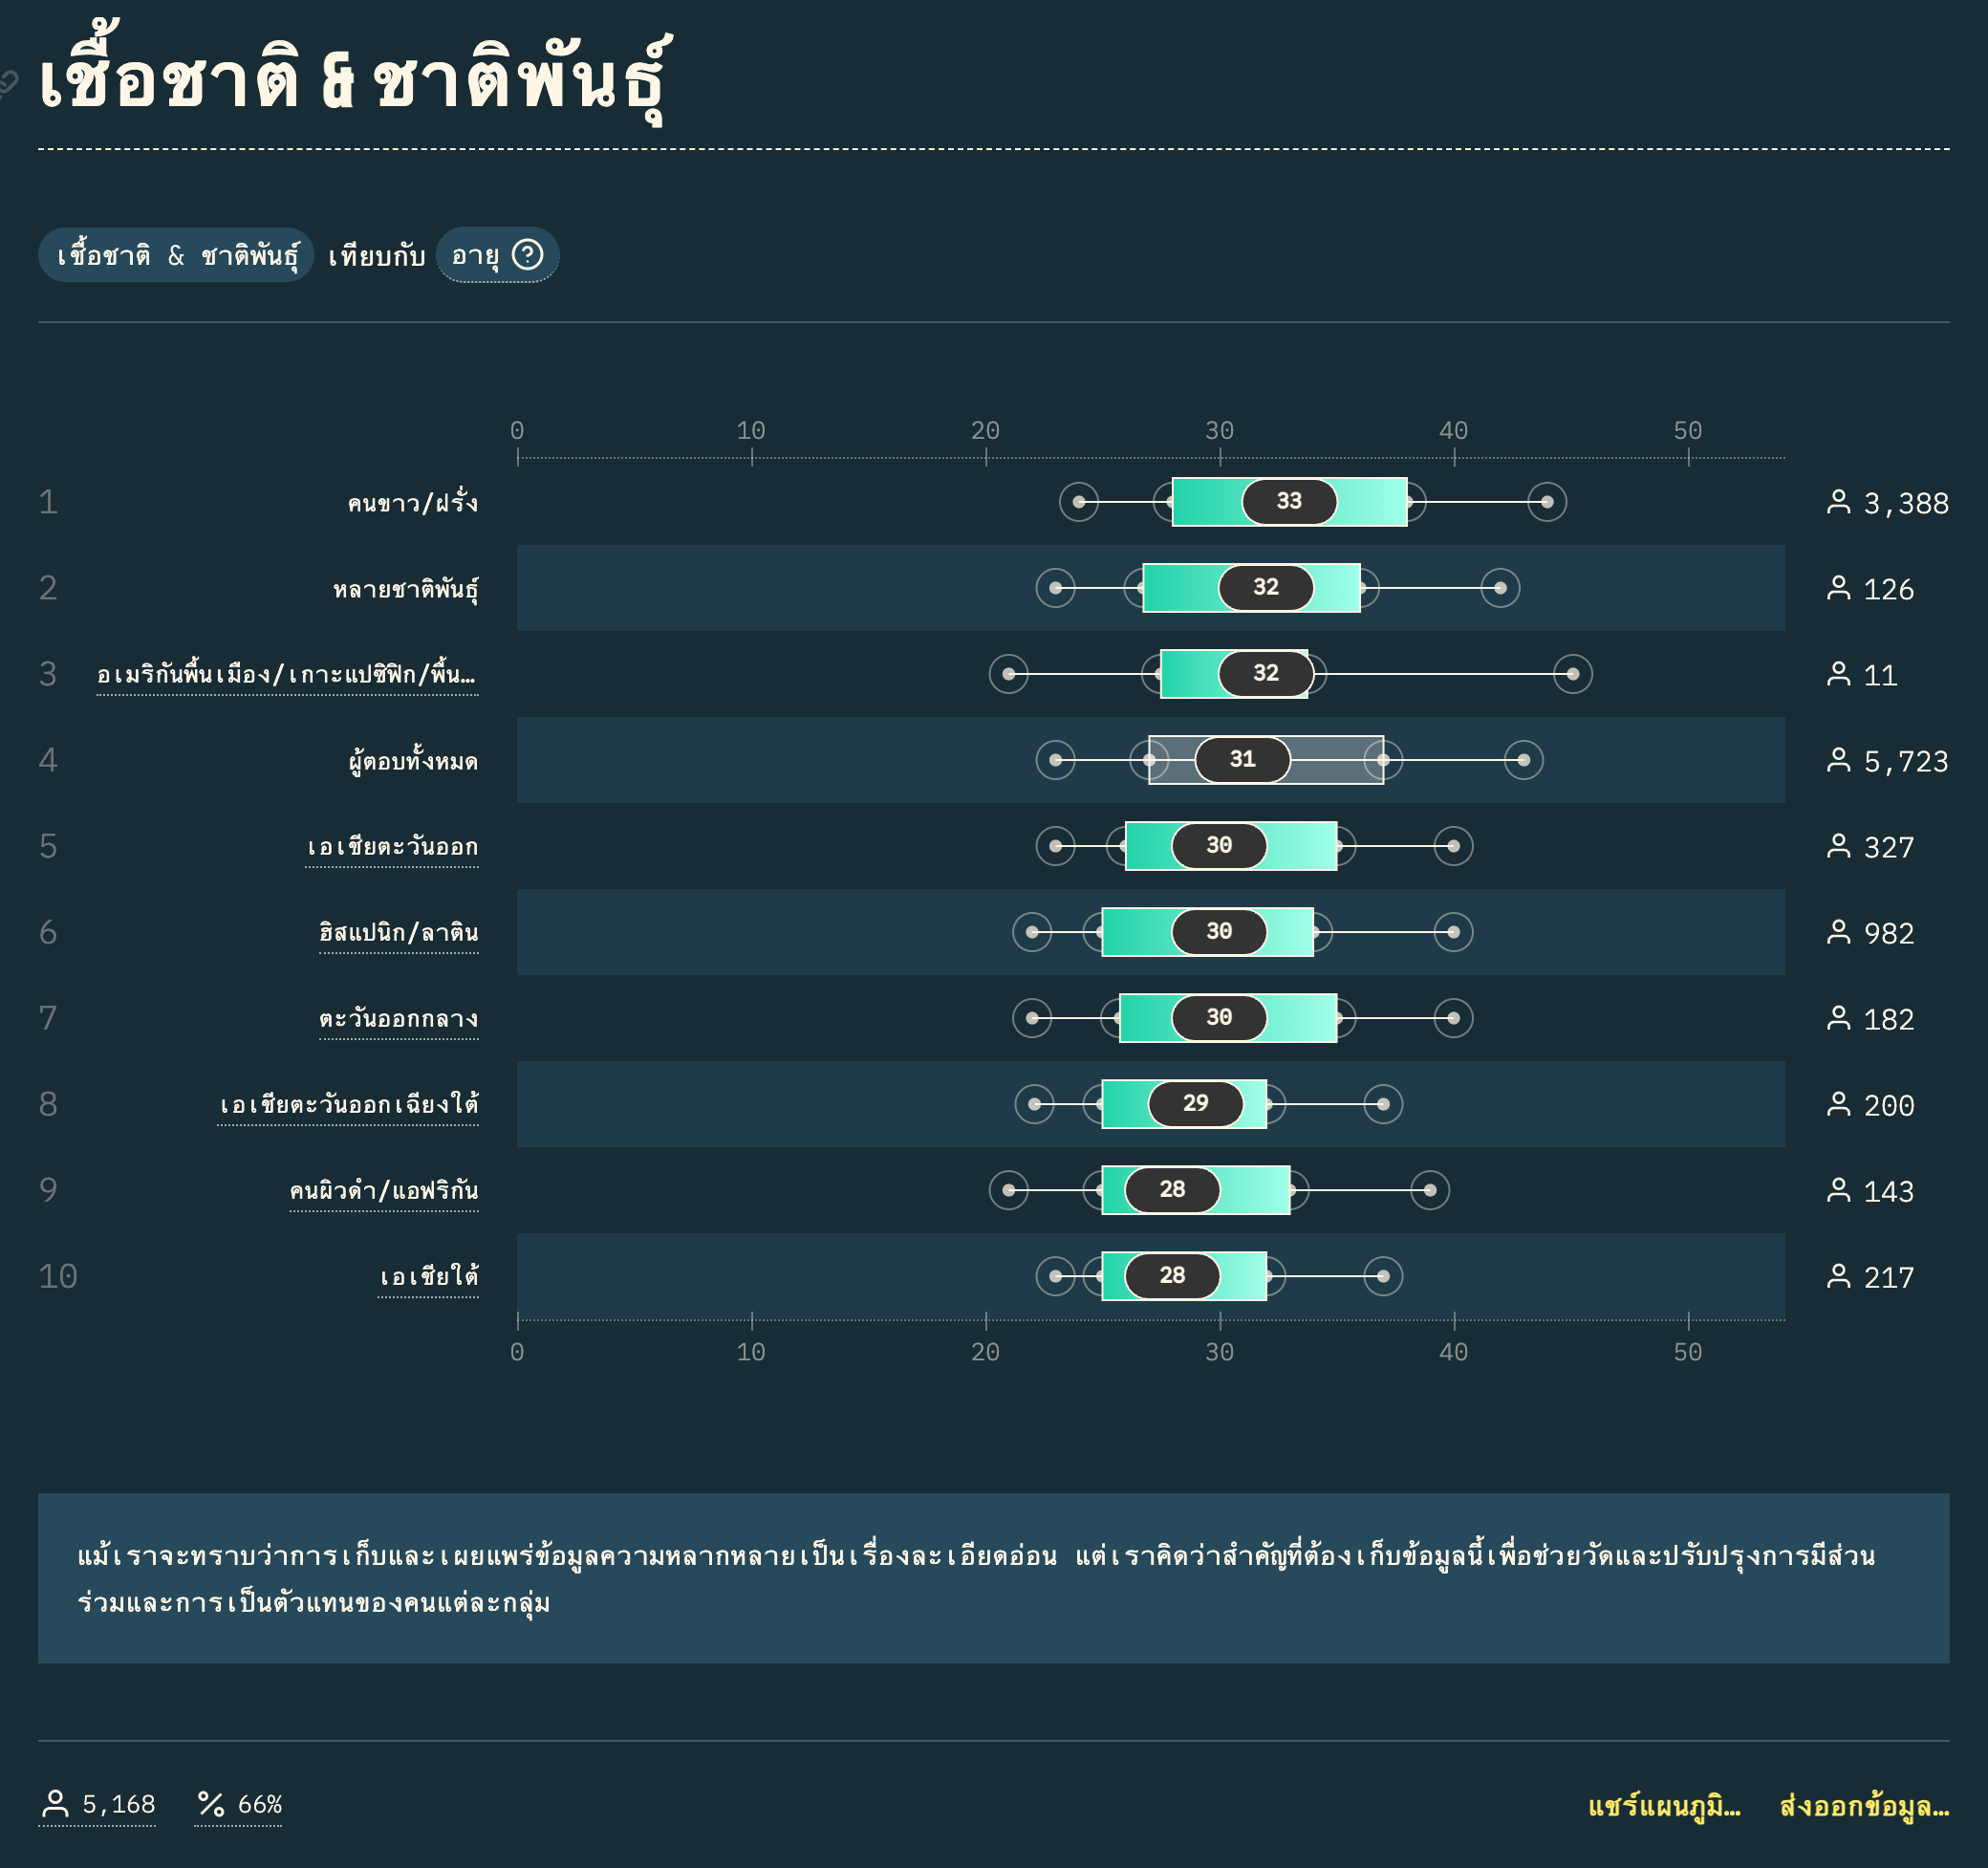 เชื้อชาติ & ชาติพันธุ์
เชื้อชาติ & ชาติพันธุ์ เทียบกับ อายุ
0 10 20 30 40 50
1 คนขาว/ฝรั่ง 33 3,388
2 หลายชาติพันธุ์ 32 126
3 อเมริกันพื้นเมือง/เกาะแปซิฟิก/พื้น… 32 11
4 ผู้ตอบทั้งหมด 31 5,723
5 เอเชียตะวันออก 30 327
6 ฮิสแปนิก/ลาติน 30 982
7 ตะวันออกกลาง 30 182
8 เอเชียตะวันออกเฉียงใต้ 29 200
9 คนผิวดำ/แอฟริกัน 28 143
10 เอเชียใต้ 28 217
0 10 20 30 40 50
แม้เราจะทราบว่าการเก็บและเผยแพร่ข้อมูลความหลากหลายเป็นเรื่องละเอียดอ่อน แต่เราคิดว่าสำคัญที่ต้องเก็บข้อมูลนี้เพื่อช่วยวัดและปรับปรุงการมีส่วน
ร่วมและการเป็นตัวแทนของคนแต่ละกลุ่ม
5,168 66% แชร์แผนภูมิ… ส่งออกข้อมูล…